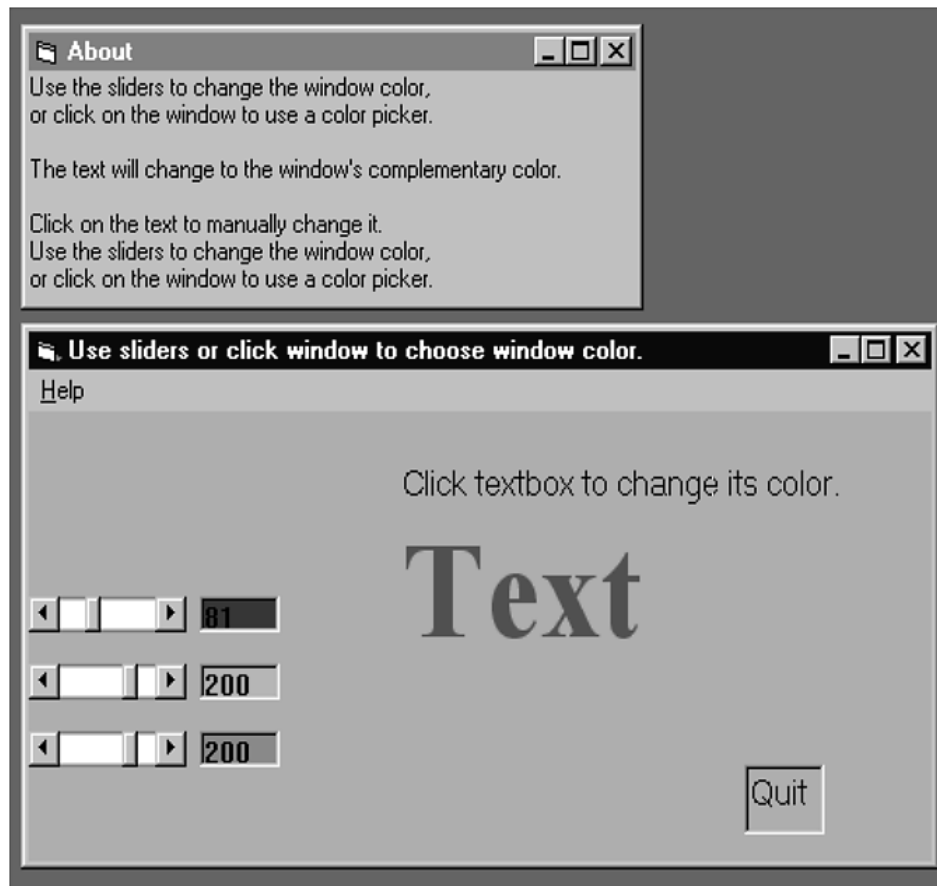 About
Use the sliders to change the window color,
or click on the window to use a color picker.
The text will change to the window's complementary color.
Click on the text to manually change it.
Use the sliders to change the window color,
or click on the window to use a color picker.
Use sliders or click window to choose window color.
Help
Click textbox to change its color.
Text
81
200
200
Quit